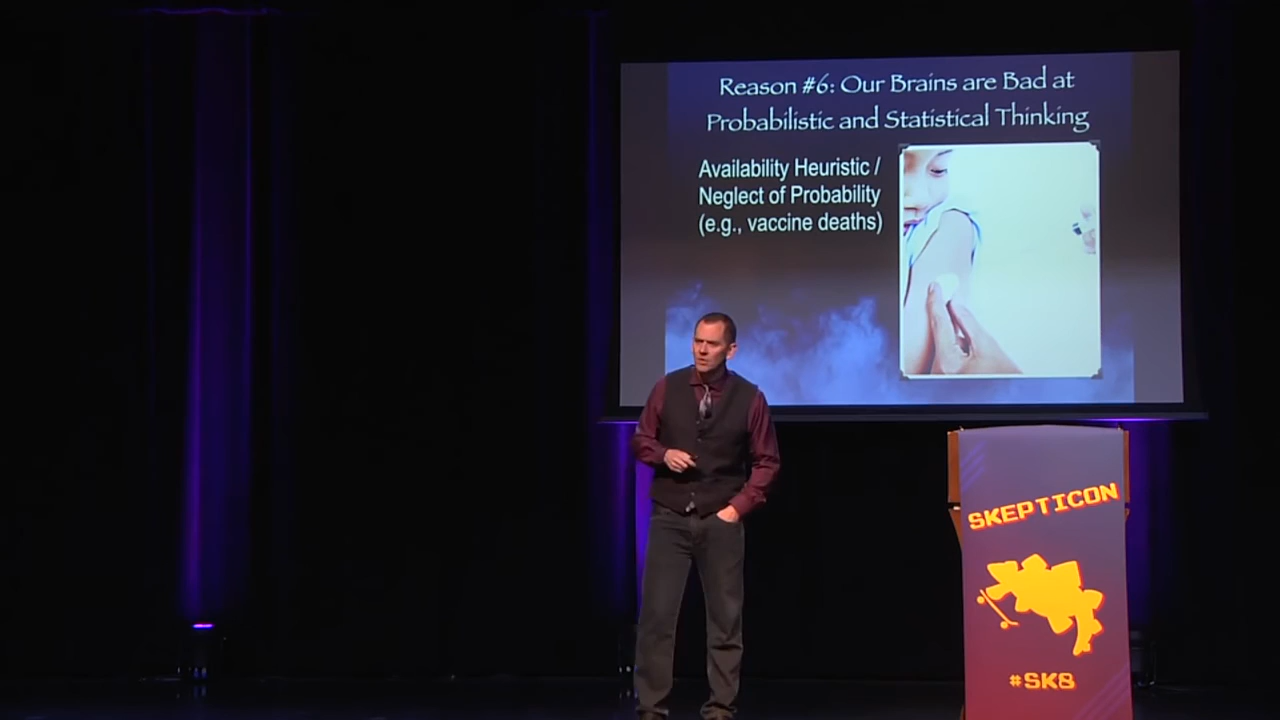 Reason #6: Our Brains are Bad at
Probabilistic and Statistical Thinking
Availability Heuristic /
Neglect of Probability
(e.g., vaccine deaths)
SKEPTICON
#SK8